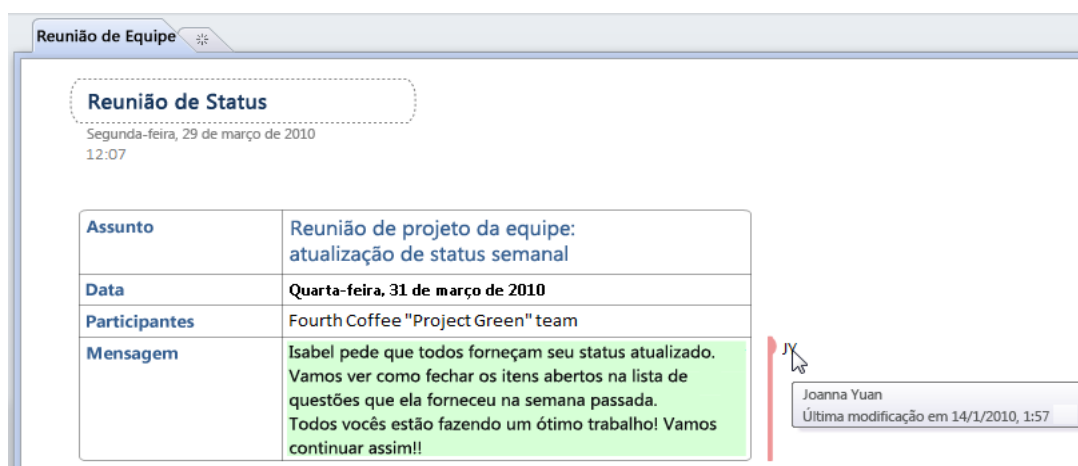 Reunião de Equipe
Reunião de Status
Segunda-feira, 29 de março de 2010
12:07
Assunto
Reunião de projeto da equipe:
atualização de status semanal
Data
Quarta-feira, 31 de março de 2010
Participantes
Fourth Coffee "Project Green" team
Mensagem
Isabel pede que todos forneçam seu status atualizado.
Vamos ver como fechar os itens abertos na lista de
questões que ela forneceu na semana passada.
Todos vocês estão fazendo um ótimo trabalho! Vamos
continuar assim!!
JY
Joanna Yuan
Última modificação em 14/1/2010, 1:57